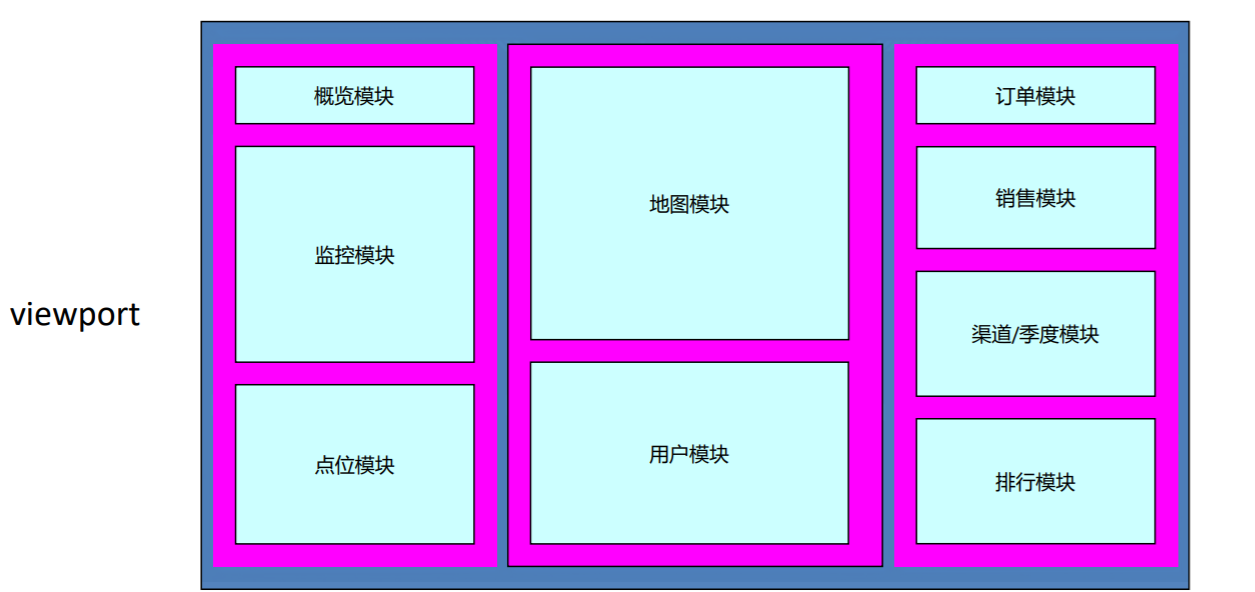 viewport
概览模块
监控模块
点位模块
地图模块
用户模块
订单模块
销售模块
渠道/季度模块
排行模块